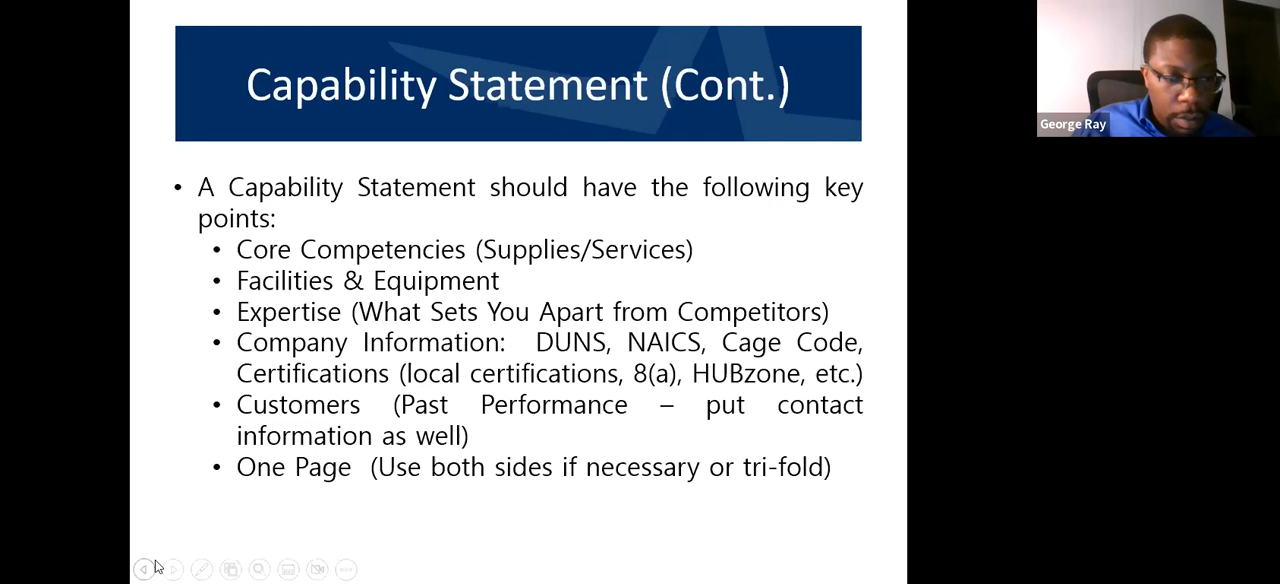 Capability Statement (Cont.)
George Ray
• A Capability Statement should have the following key
points:
• Core Competencies (Supplies/Services)
• Facilities & Equipment
• Expertise (What Sets You Apart from Competitors)
• Company Information: DUNS, NAICS, Cage Code,
Certifications (local certifications, 8(a), HUBzone, etc.)
• Customers (Past Performance – put contact
information as well)
• One Page (Use both sides if necessary or tri-fold)